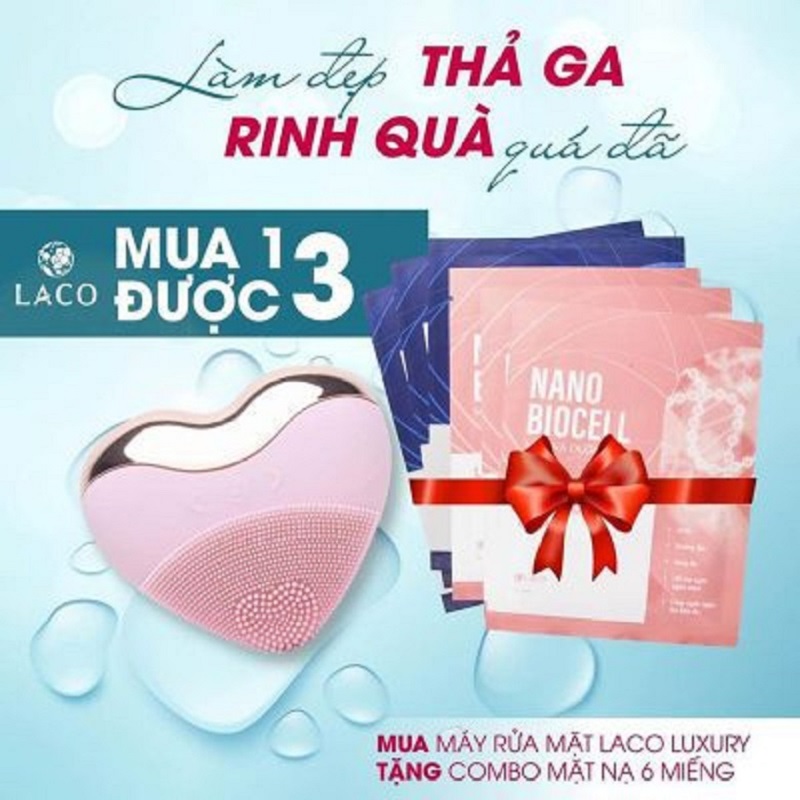 Làm đẹp THẢ GA
RINH QUÀ quá đã
LACO
MUA 1
ĐƯỢC 3
NANO
BIOCELL
MUA MÁY RỬA MẶT LACO LUXURY
TẶNG COMBO MẶT NẠ 6 MIẾNG